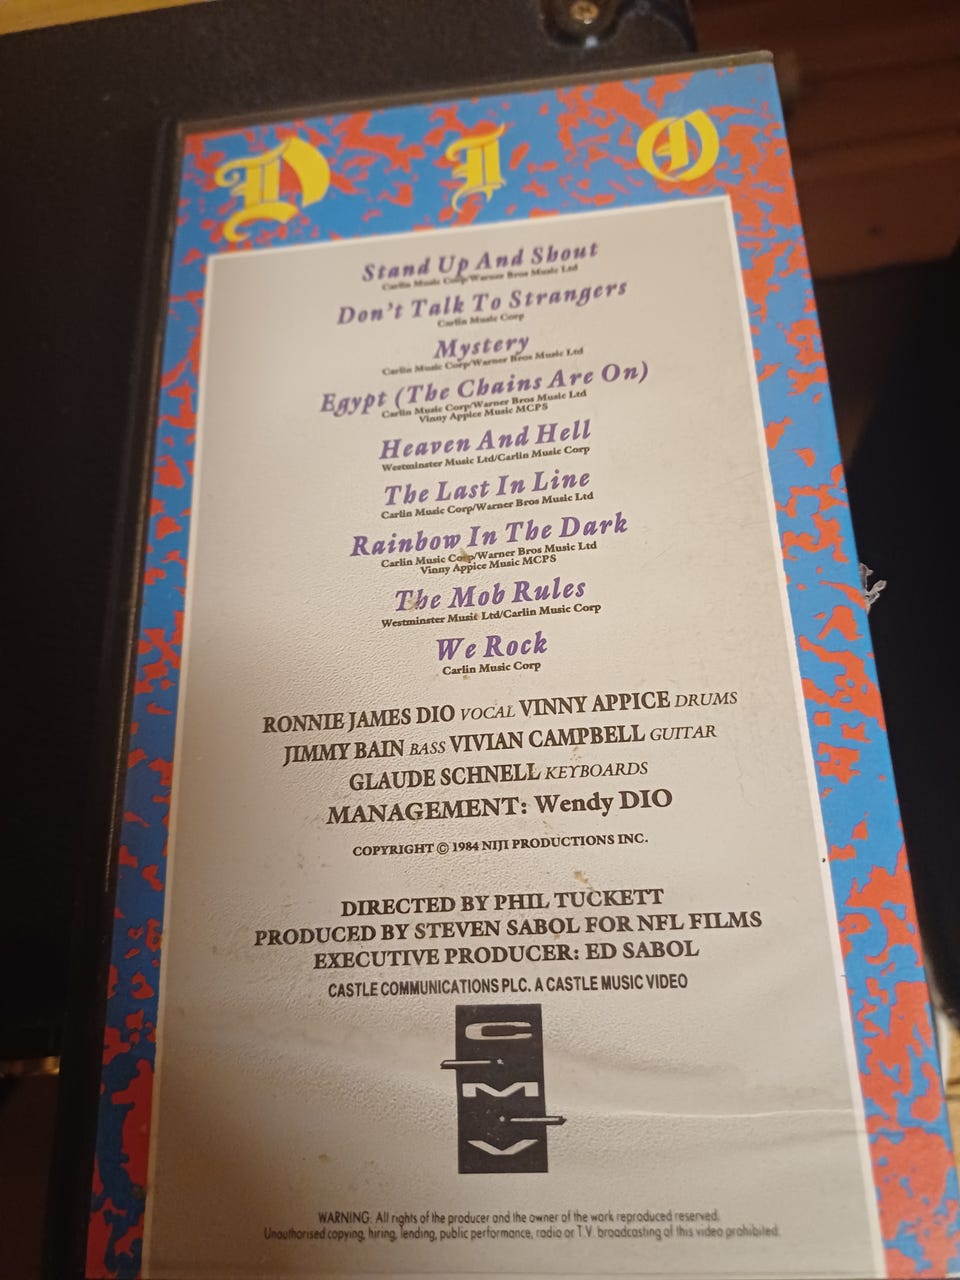 DIO
Stand Up And Shout
Carlin Music Corp/Warner Bros Music Ltd
Don't Talk To Strangers
Carlin Music Corp
Mystery
Carlin Music Corp/Warner Bros Music Ltd
Egypt (The Chains Are On)
Carlin Music Corp/Warner Bros Music Ltd
Vinny Appice Music MCPS
Heaven And Hell
Westminster Music Ltd/Carlin Music Corp
The Last In Line
Carlin Music Corp/Warner Bros Music Ltd
Rainbow In The Dark
Carlin Music Corp/Warner Bros Music Ltd
Vinny Appice Music MCPS
The Mob Rules
Westminster Music Ltd/Carlin Music Corp
We Rock
Carlin Music Corp
RONNIE JAMES DIO VOCAL VINNY APPICE DRUMS
JIMMY BAIN BASS VIVIAN CAMPBELL GUITAR
GLAUDE SCHNELL KEYBOARDS
MANAGEMENT: Wendy DIO
COPYRIGHT © 1984 NIJI PRODUCTIONS INC.
DIRECTED BY PHIL TUCKETT
PRODUCED BY STEVEN SABOL FOR NFL FILMS
EXECUTIVE PRODUCER: ED SABOL
CASTLE COMMUNICATIONS PLC. A CASTLE MUSIC VIDEO
C
M
V
WARNING: All rights of the producer and the owner of the work reproduced reserved.
Unauthorised copying, hiring, lending, public performance, radio or T.V. broadcasting of this video prohibited.